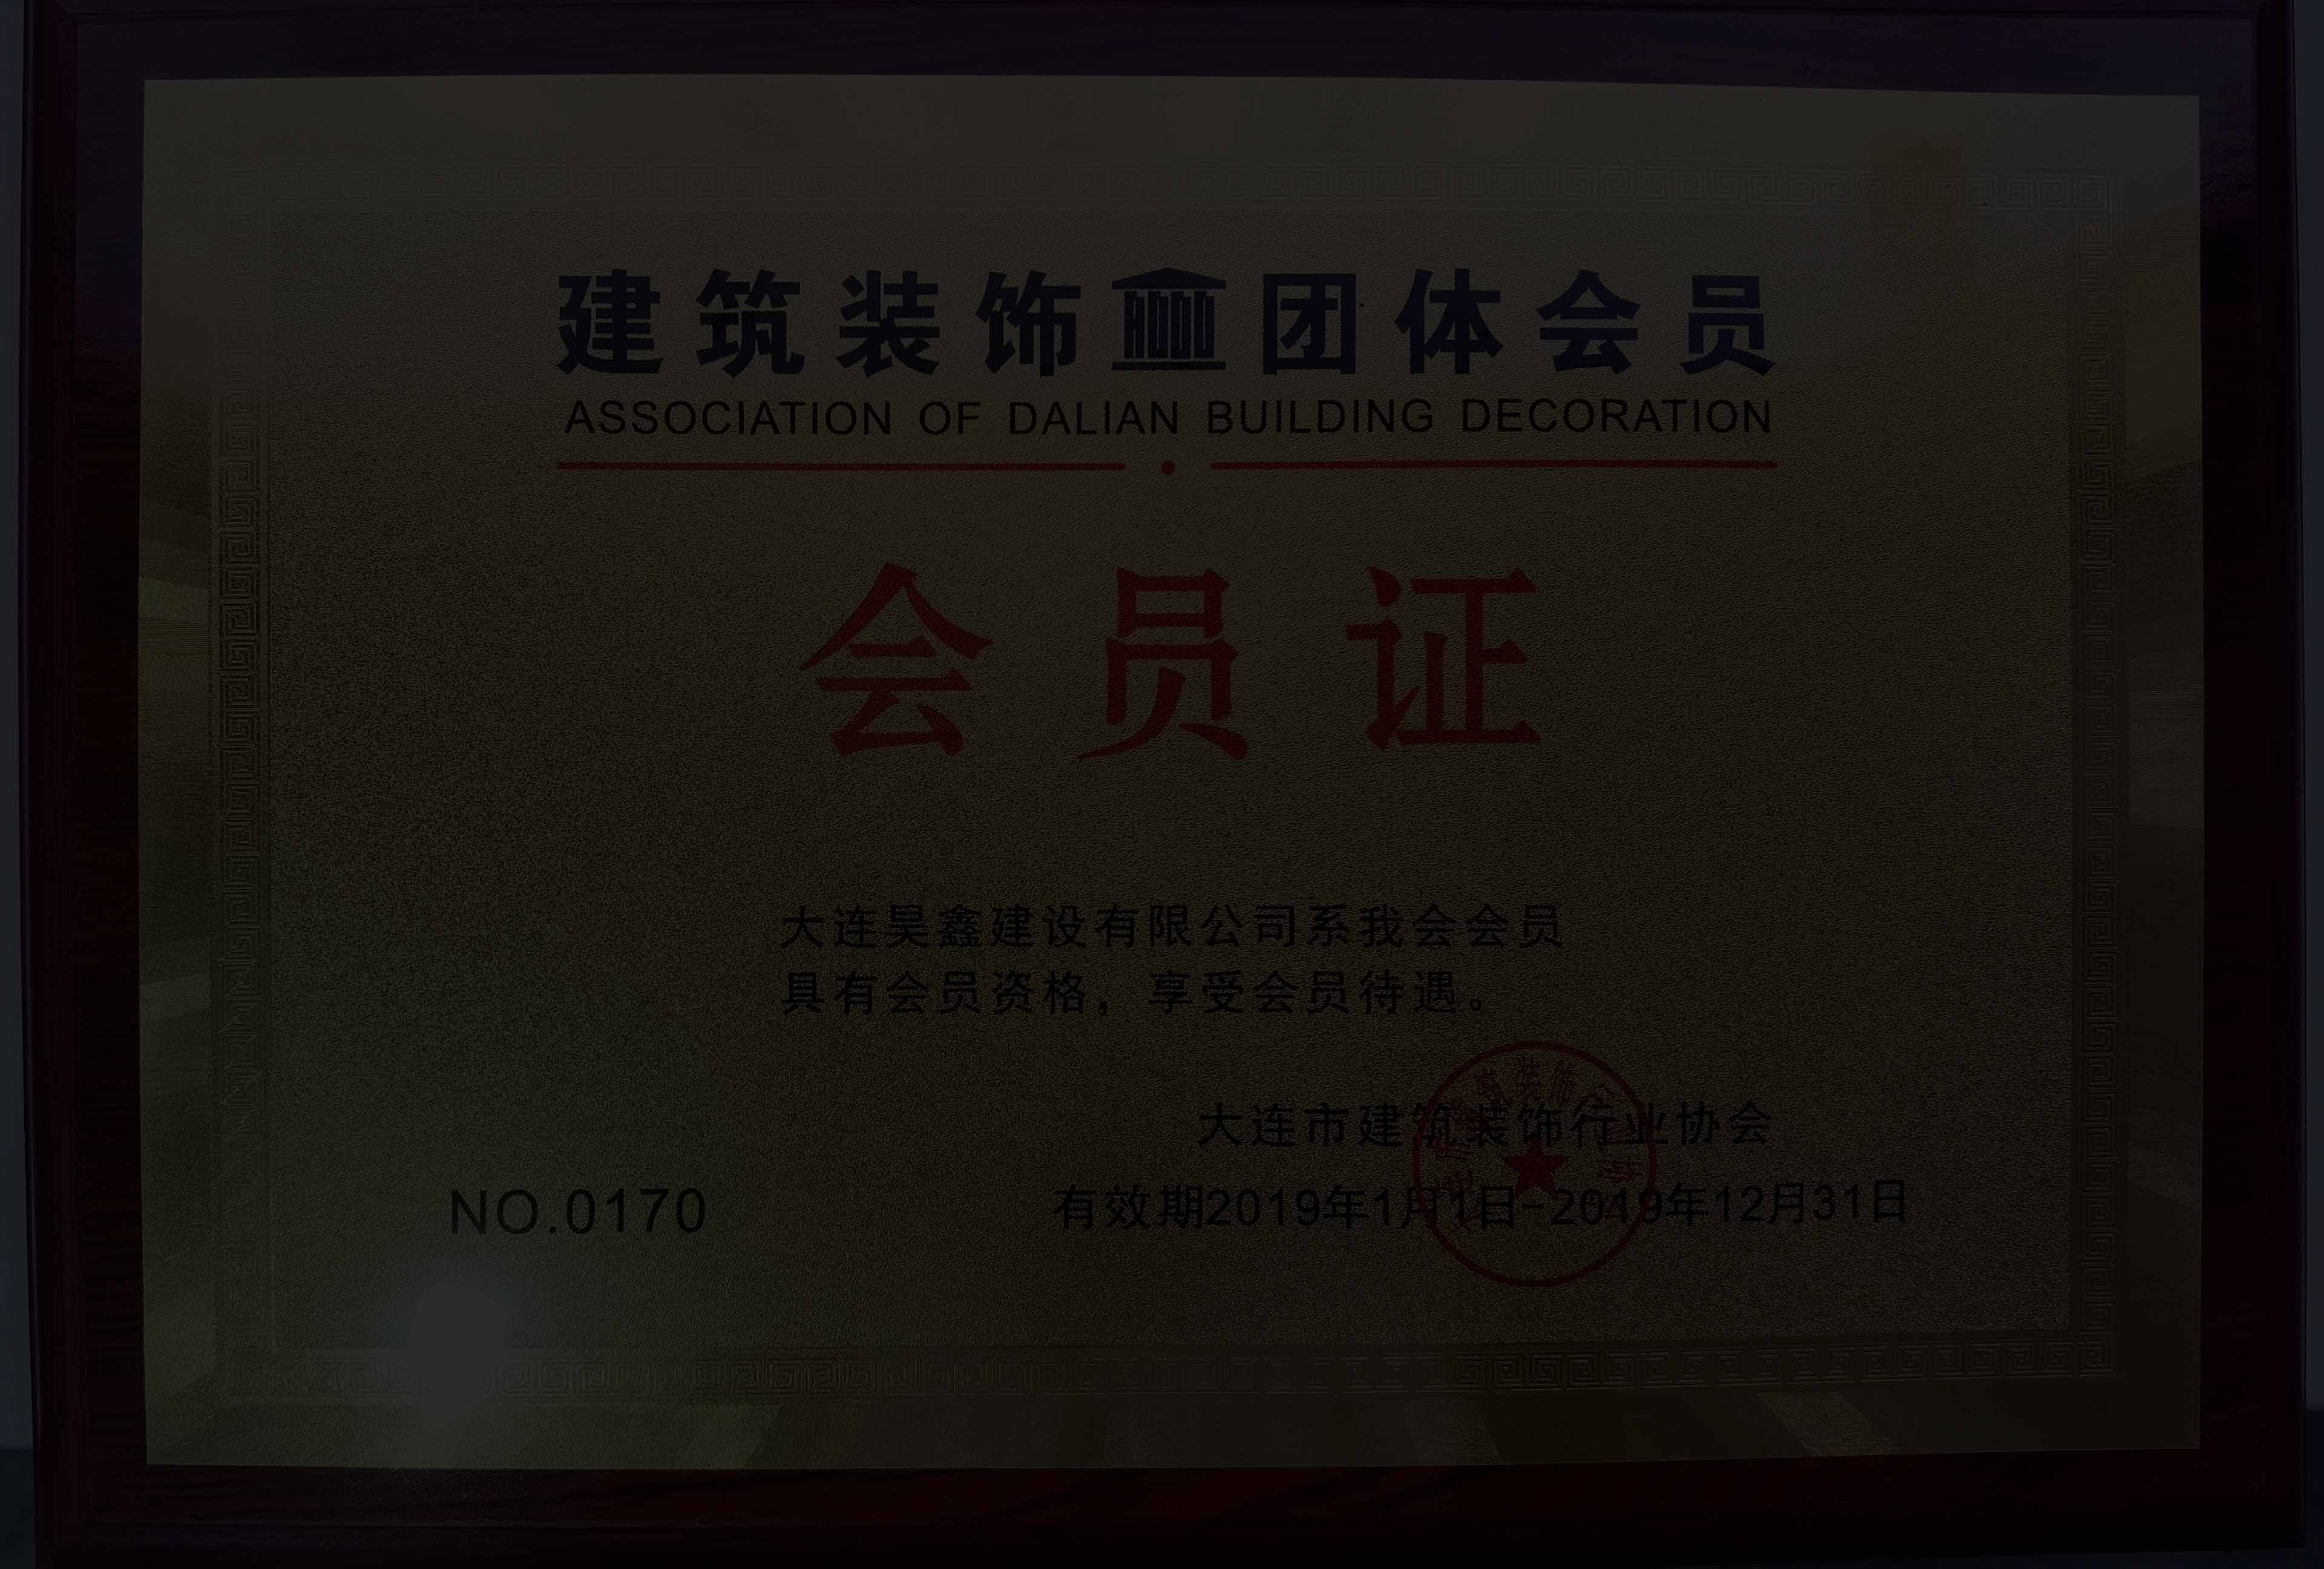 建筑装饰团体会员
ASSOCIATION OF DALIAN BUILDING DECORATION
会员证
大连昊鑫建设有限公司系我会会员
具有会员资格，享受会员待遇。
大连市建筑装饰行业协会
NO.0170
有效期2019年1月1日-2019年12月31日